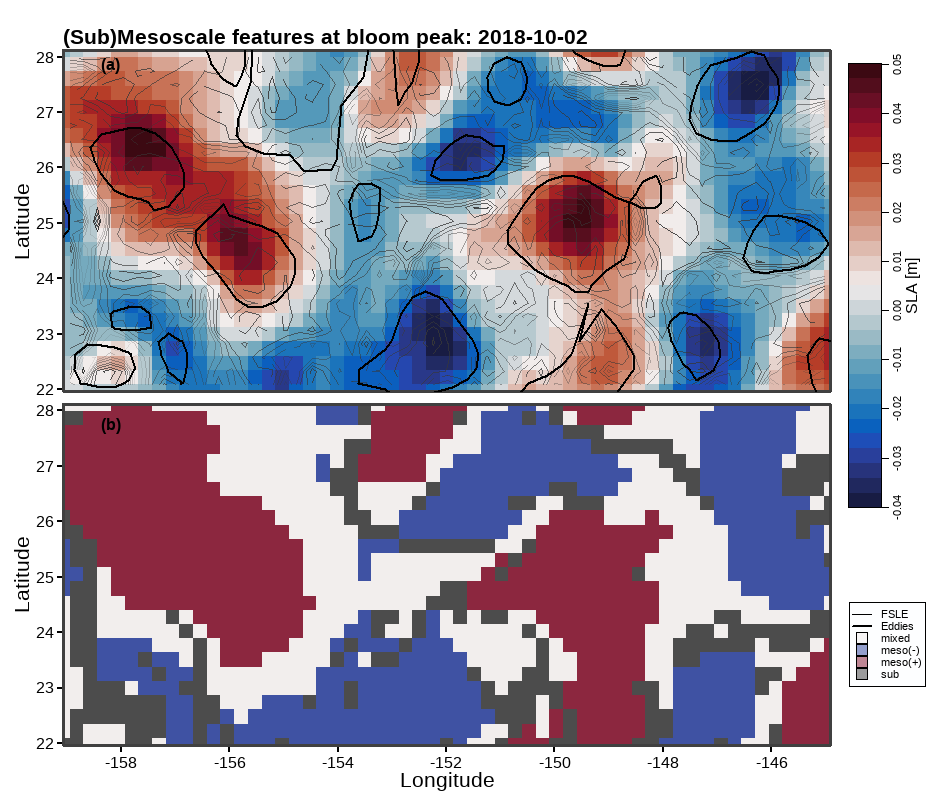 (Sub)Mesoscale features at bloom peak: 2018-10-02
(a)
28
27
26
25
24
23
22
Latitude
0.05
0.04
0.03
0.02
0.01
0.00
-0.01
-0.02
-0.03
-0.04
SLA [m]
(b)
28
27
26
25
24
23
22
Latitude
-158
-156
-154
-152
-150
-148
-146
Longitude
FSLE
Eddies
mixed
meso(-)
meso(+)
sub